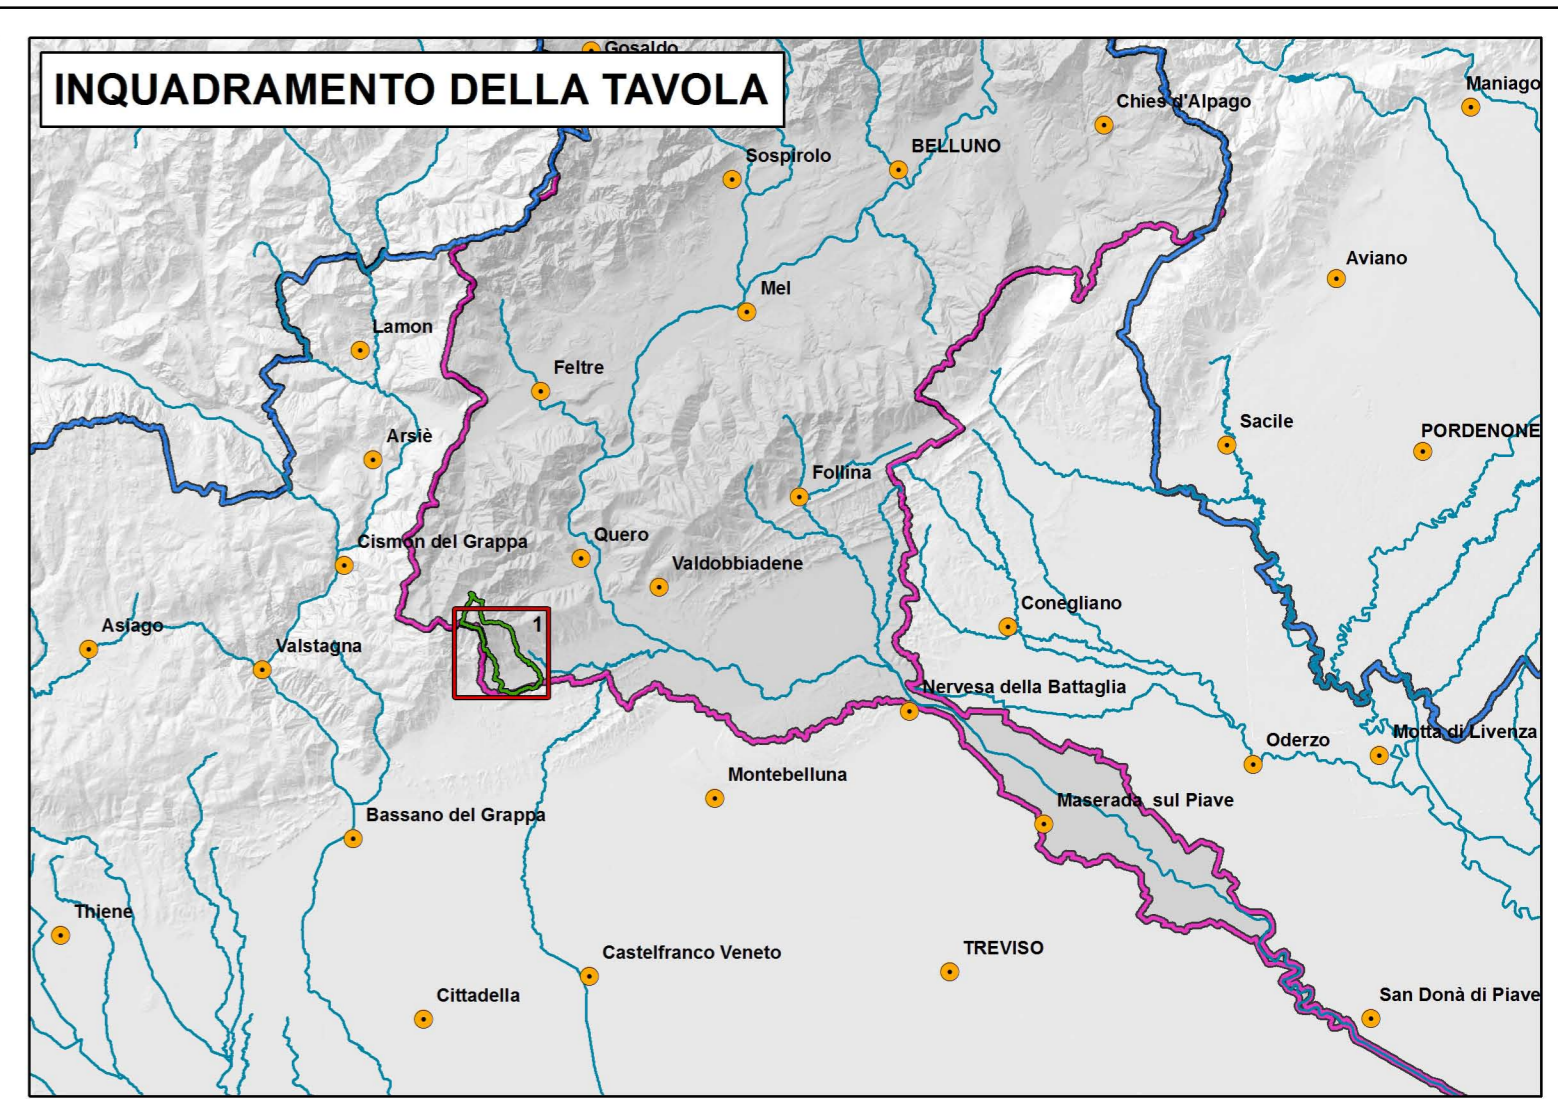 Gosaldo
INQUADRAMENTO DELLA TAVOLA
Maniago
Chies d'Alpago
BELLUNO
Sospirolo
Aviano
Mel
Lamon
Feltre
Sacile
PORDENONE
Arsiè
Follina
Cismon del Grappa
Quero
Valdobbiadene
Conegliano
1
Asiago
Valstagna
Nervesa della Battaglia
Motta di Livenza
Oderzo
Montebelluna
Maserada sul Piave
Bassano del Grappa
Thiene
TREVISO
Castelfranco Veneto
Cittadella
San Donà di Piave